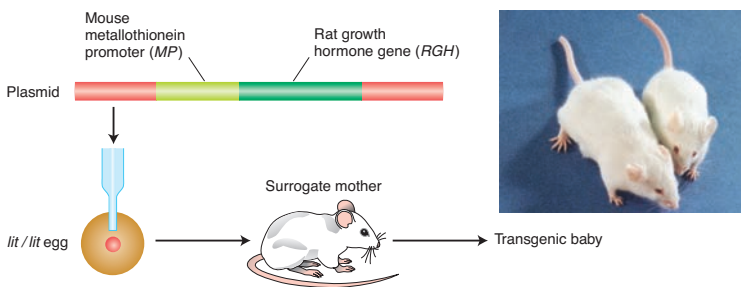 Mouse
metallothionein
promoter (MP)
Rat growth
hormone gene (RGH)
Plasmid
Surrogate mother
lit / lit egg
Transgenic baby